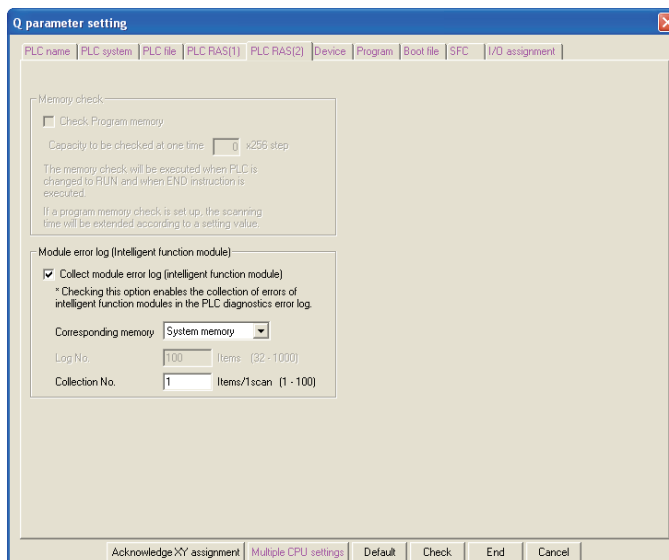 Q parameter setting
PLC name PLC system PLC file PLC RAS(1) PLC RAS(2) Device Program Boot file SFC I/O assignment
Memory check
Check Program memory
Capacity to be checked at one time 0 x256 step
The memory check will be executed when PLC is
changed to RUN and when END instruction is
executed.
If a program memory check is set up, the scanning
time will be extended according to a setting value.
Module error log (Intelligent function module)
Collect module error log (intelligent function module)
* Checking this option enables the collection of errors of
intelligent function modules in the PLC diagnostics error log.
Corresponding memory System memory
Log No. 100 Items (32 - 1000)
Collection No. 1 Items/1scan (1 - 100)
Acknowledge XY assignment Multiple CPU settings Default Check End Cancel